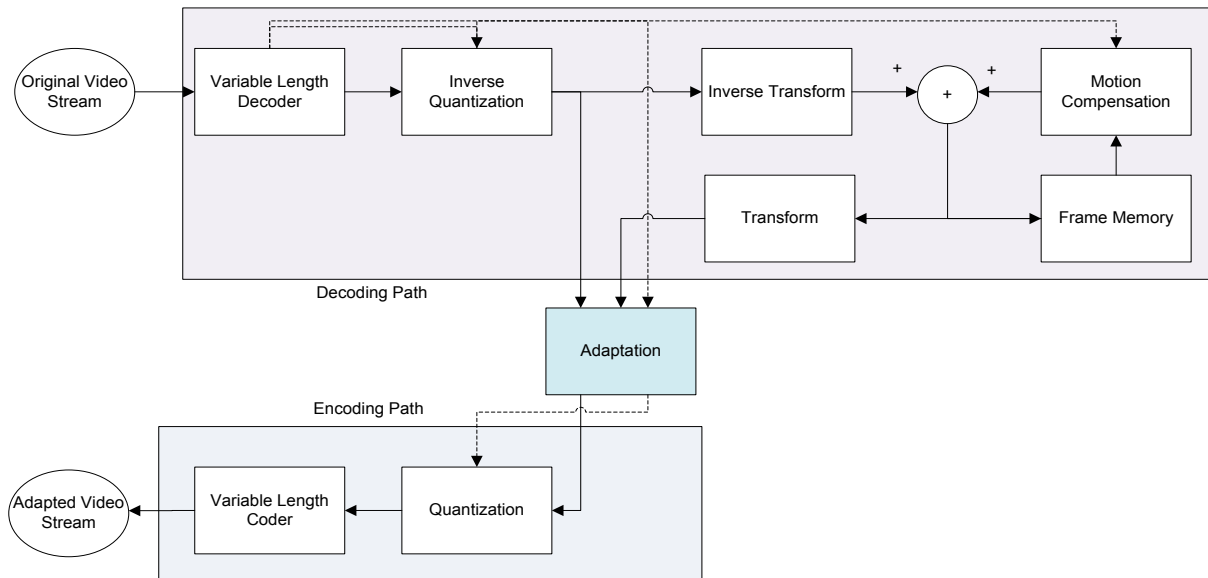 Original Video
Stream
Variable Length
Decoder
Inverse
Quantization
Inverse Transform
+
+
+
Motion
Compensation
Transform
Frame Memory
Decoding Path
Adaptation
Encoding Path
Adapted Video
Stream
Variable Length
Coder
Quantization